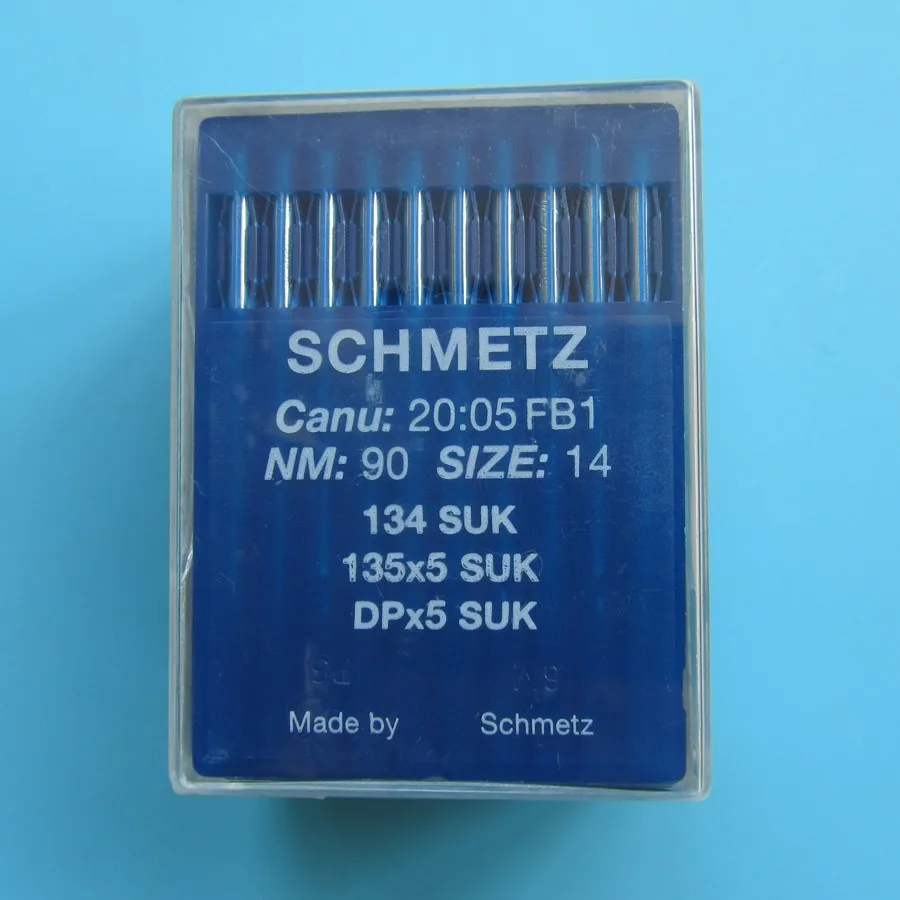 SCHMETZ
Canu: 20:05 FB1
NM: 90 SIZE: 14
134 SUK
135x5 SUK
DPx5 SUK
Made by Schmetz